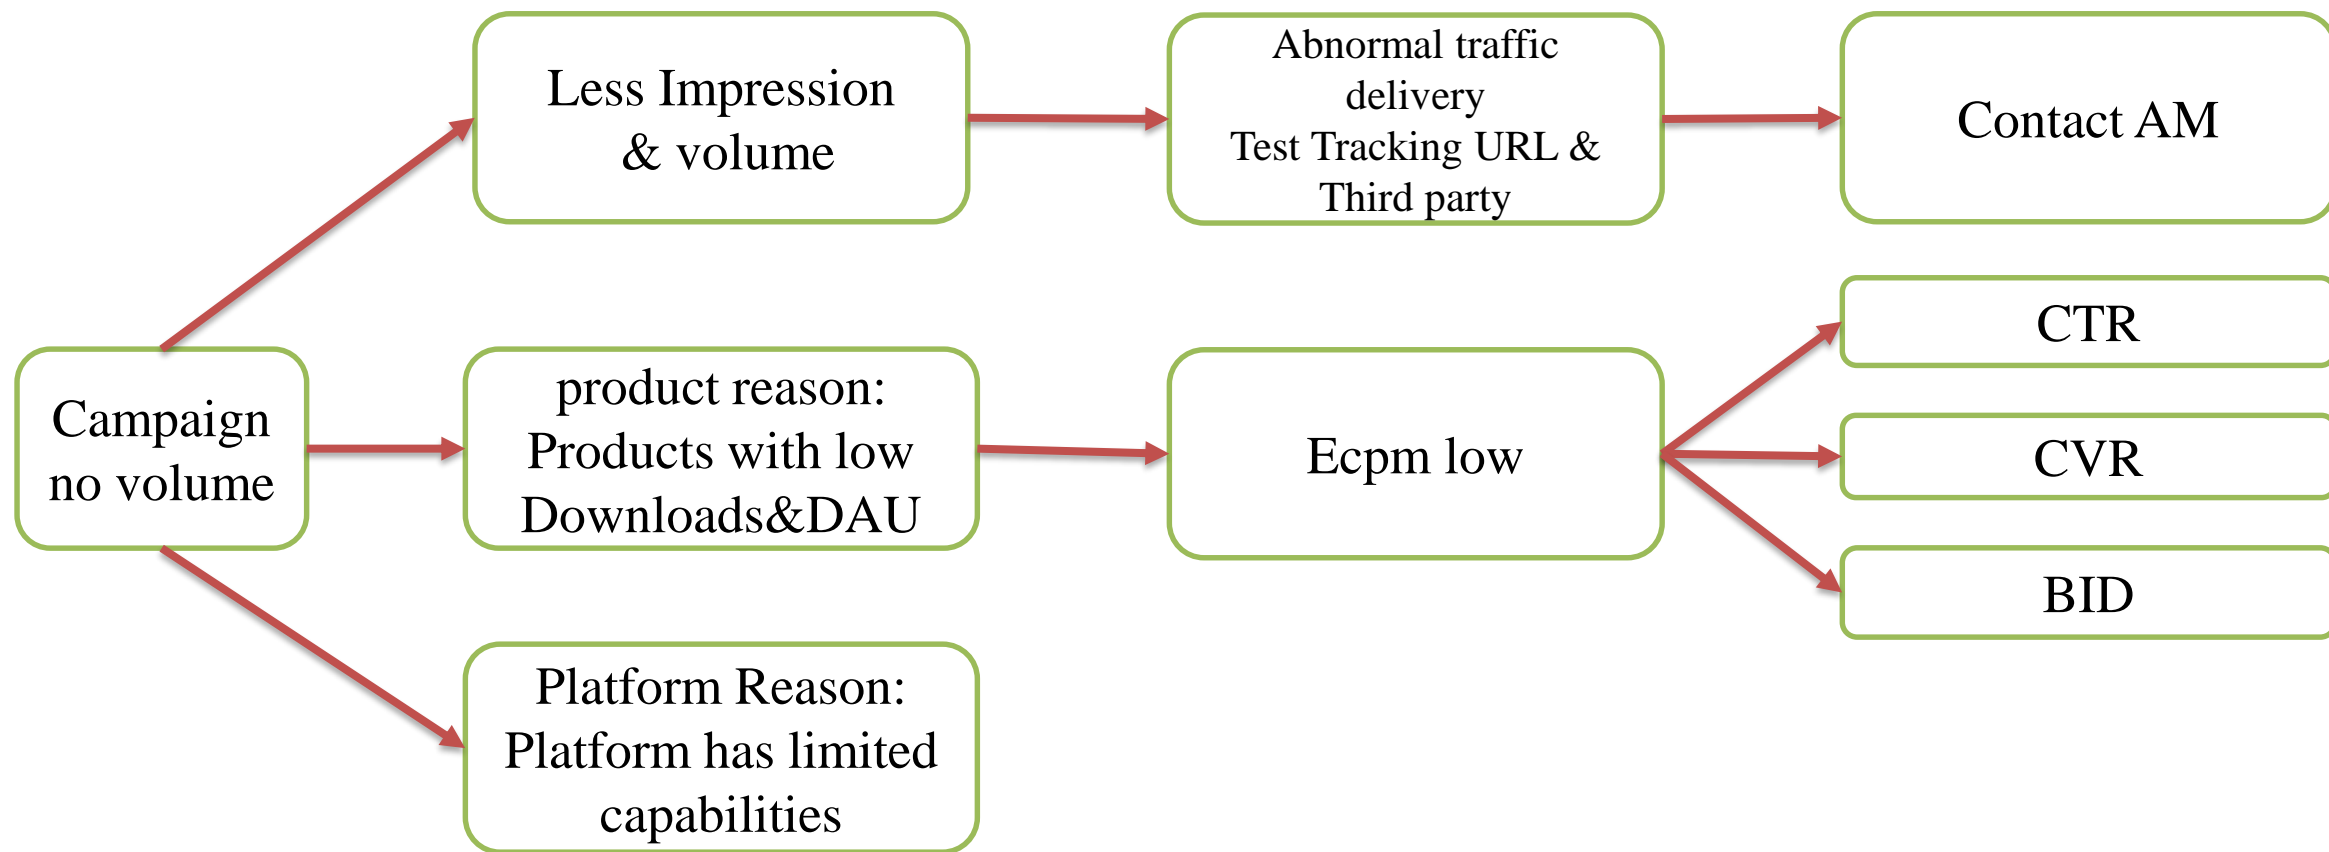 Less Impression
& volume
Abnormal traffic
delivery
Test Tracking URL &
Third party
Contact AM
Campaign
no volume
product reason:
Products with low
Downloads&DAU
Ecpm low
CTR
CVR
BID
Platform Reason:
Platform has limited
capabilities